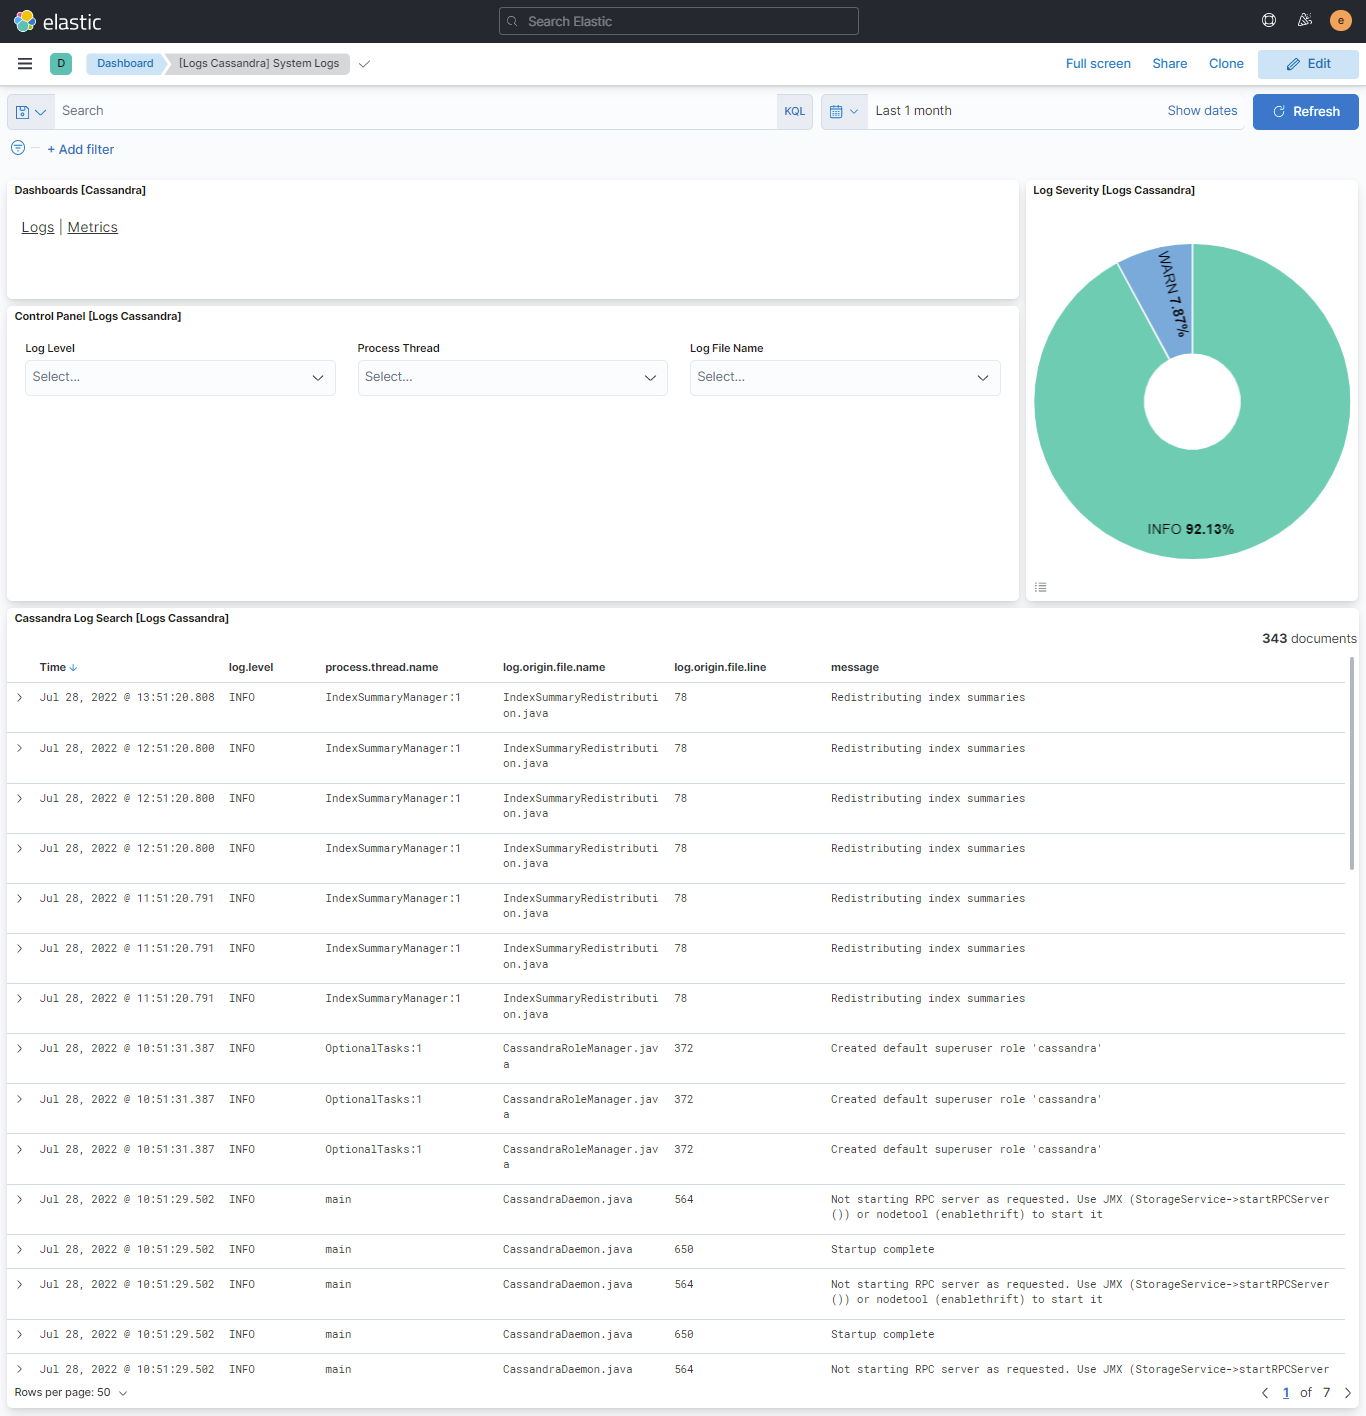 elastic
Search Elastic
e
D
Dashboard
[Logs Cassandra] System Logs
Full screen
Share
Clone
Edit
Search
KQL
Last 1 month
Show dates
Refresh
+ Add filter
Dashboards [Cassandra]
Logs | Metrics
Log Severity [Logs Cassandra]
WARN 7.87%
INFO 92.13%
Control Panel [Logs Cassandra]
Log Level
Process Thread
Log File Name
Select...
Select...
Select...
Cassandra Log Search [Logs Cassandra]
343 documents
Time log.level process.thread.name log.origin.file.name log.origin.file.line message
Jul 28, 2022 @ 13:51:20.808 INFO IndexSummaryManager:1 IndexSummaryRedistributi 78 Redistributing index summaries
on.java
Jul 28, 2022 @ 12:51:20.800 INFO IndexSummaryManager:1 IndexSummaryRedistributi 78 Redistributing index summaries
on.java
Jul 28, 2022 @ 12:51:20.800 INFO IndexSummaryManager:1 IndexSummaryRedistributi 78 Redistributing index summaries
on.java
Jul 28, 2022 @ 12:51:20.800 INFO IndexSummaryManager:1 IndexSummaryRedistributi 78 Redistributing index summaries
on.java
Jul 28, 2022 @ 11:51:20.791 INFO IndexSummaryManager:1 IndexSummaryRedistributi 78 Redistributing index summaries
on.java
Jul 28, 2022 @ 11:51:20.791 INFO IndexSummaryManager:1 IndexSummaryRedistributi 78 Redistributing index summaries
on.java
Jul 28, 2022 @ 11:51:20.791 INFO IndexSummaryManager:1 IndexSummaryRedistributi 78 Redistributing index summaries
on.java
Jul 28, 2022 @ 10:51:31.387 INFO OptionalTasks:1 CassandraRoleManager.jav 372 Created default superuser role 'cassandra'
a
Jul 28, 2022 @ 10:51:31.387 INFO OptionalTasks:1 CassandraRoleManager.jav 372 Created default superuser role 'cassandra'
a
Jul 28, 2022 @ 10:51:31.387 INFO OptionalTasks:1 CassandraRoleManager.jav 372 Created default superuser role 'cassandra'
a
Jul 28, 2022 @ 10:51:29.502 INFO main CassandraDaemon.java 564 Not starting RPC server as requested. Use JMX (StorageService->startRPCServer
()) or nodetool (enablethrift) to start it
Jul 28, 2022 @ 10:51:29.502 INFO main CassandraDaemon.java 650 Startup complete
Jul 28, 2022 @ 10:51:29.502 INFO main CassandraDaemon.java 564 Not starting RPC server as requested. Use JMX (StorageService->startRPCServer
()) or nodetool (enablethrift) to start it
Jul 28, 2022 @ 10:51:29.502 INFO main CassandraDaemon.java 650 Startup complete
Jul 28, 2022 @ 10:51:29.502 INFO main CassandraDaemon.java 564 Not starting RPC server as requested. Use JMX (StorageService->startRPCServer
Rows per page: 50
1 of 7